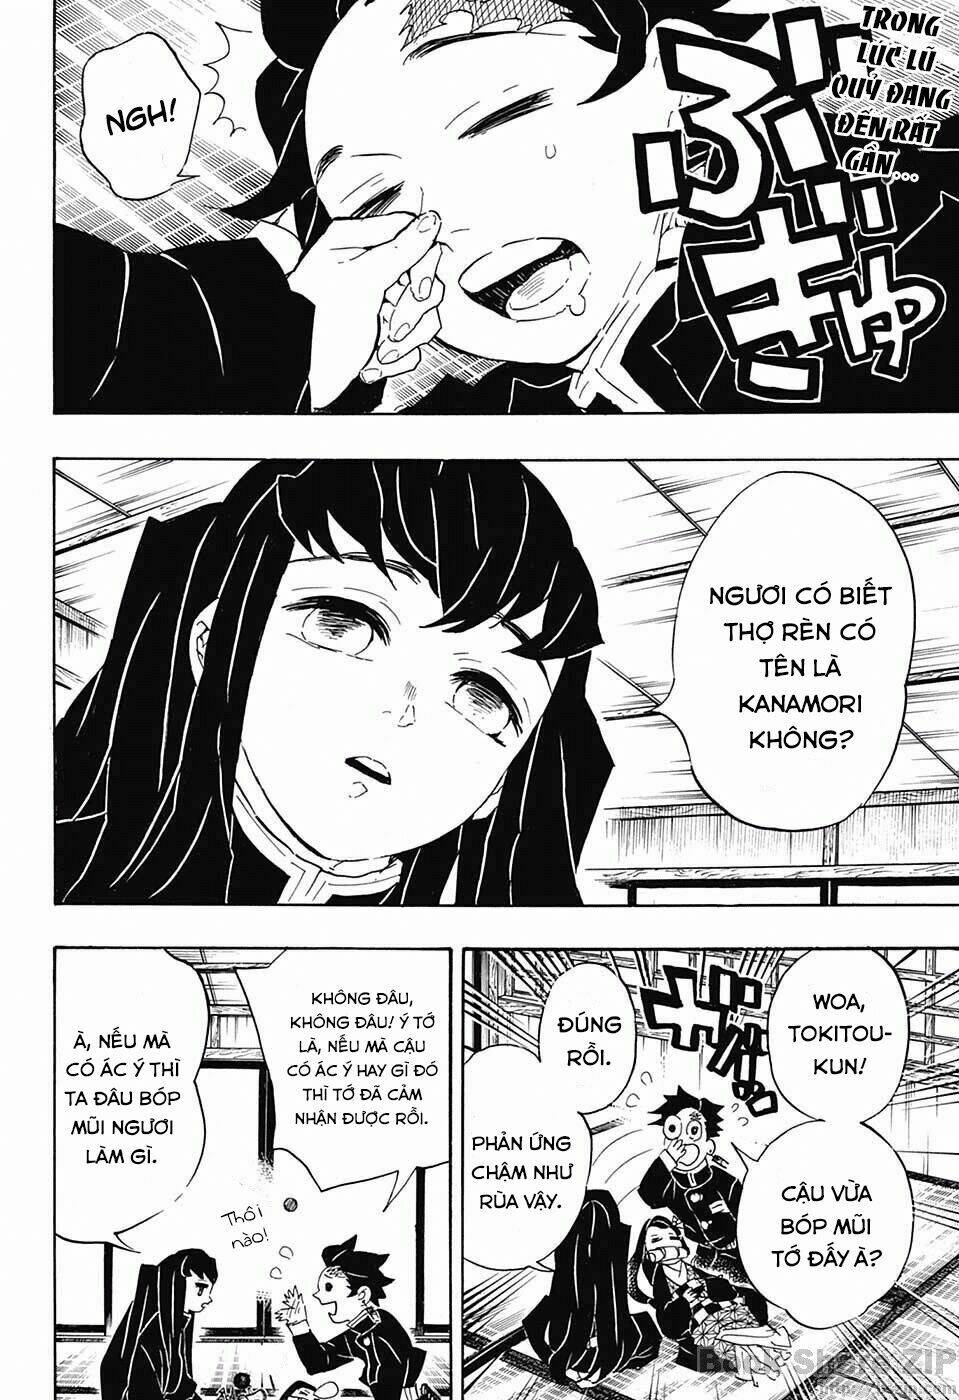 TRONG
LÚC LŨ
QUỶ ĐANG
ĐẾN RẤT
GẦN...
NGH!
ぶぎゅ
NGƯƠI CÓ BIẾT
THỢ RÈN CÓ
TÊN LÀ
KANAMORI
KHÔNG?
WOA,
TOKITOU-
KUN!
CẬU VỪA
BÓP MŨI
TỚ ĐẤY À?
ĐÚNG
RỒI.
PHẢN ỨNG
CHẬM NHƯ
RÙA VẬY.
KHÔNG ĐÂU,
KHÔNG ĐÂU! Ý TỚ
LÀ, NẾU MÀ CẬU
CÓ ÁC Ý HAY GÌ ĐÓ
THÌ TỚ ĐÃ CẢM
NHẬN ĐƯỢC RỒI.
Thôi
nào!
À, NẾU MÀ
CÓ ÁC Ý THÌ
TA ĐÂU BÓP
MŨI NGƯƠI
LÀM GÌ.